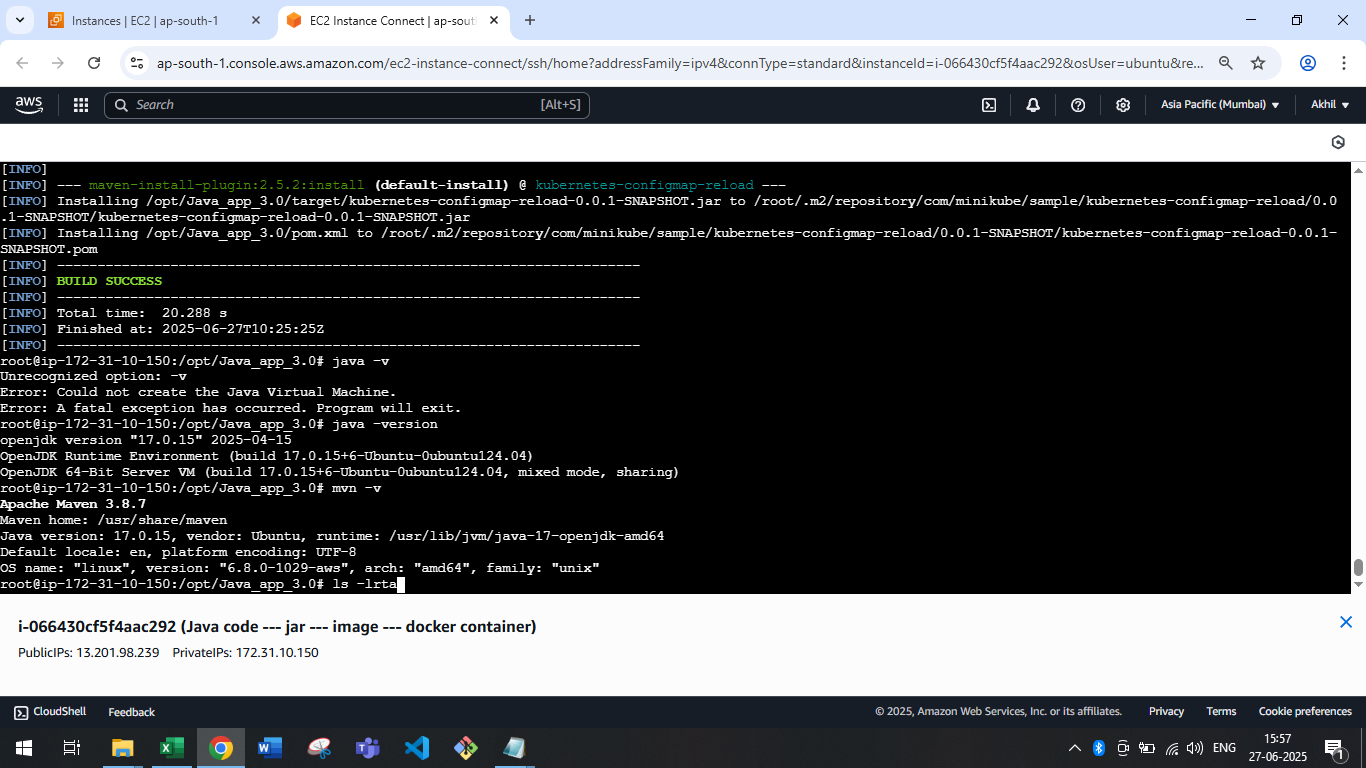 Instances | EC2 | ap-south-1
EC2 Instance Connect | ap-sout
ap-south-1.console.aws.amazon.com/ec2-instance-connect/ssh/home?addressFamily=ipv4&connType=standard&instanceId=i-066430cf5f4aac292&osUser=ubuntu&re...
aws
Search
[Alt+S]
Asia Pacific (Mumbai)
Akhil
[INFO]
[INFO] --- maven-install-plugin:2.5.2:install (default-install) @ kubernetes-configmap-reload ---
[INFO] Installing /opt/Java_app_3.0/target/kubernetes-configmap-reload-0.0.1-SNAPSHOT.jar to /root/.m2/repository/com/minikube/sample/kubernetes-configmap-reload/0.0
.1-SNAPSHOT/kubernetes-configmap-reload-0.0.1-SNAPSHOT.jar
[INFO] Installing /opt/Java_app_3.0/pom.xml to /root/.m2/repository/com/minikube/sample/kubernetes-configmap-reload/0.0.1-SNAPSHOT/kubernetes-configmap-reload-0.0.1-
SNAPSHOT.pom
[INFO] ------------------------------------------------------------------------
[INFO] BUILD SUCCESS
[INFO] ------------------------------------------------------------------------
[INFO] Total time:  20.288 s
[INFO] Finished at: 2025-06-27T10:25:25Z
[INFO] ------------------------------------------------------------------------
root@ip-172-31-10-150:/opt/Java_app_3.0# java -v
Unrecognized option: -v
Error: Could not create the Java Virtual Machine.
Error: A fatal exception has occurred. Program will exit.
root@ip-172-31-10-150:/opt/Java_app_3.0# java -version
openjdk version "17.0.15" 2025-04-15
OpenJDK Runtime Environment (build 17.0.15+6-Ubuntu-0ubuntu124.04)
OpenJDK 64-Bit Server VM (build 17.0.15+6-Ubuntu-0ubuntu124.04, mixed mode, sharing)
root@ip-172-31-10-150:/opt/Java_app_3.0# mvn -v
Apache Maven 3.8.7
Maven home: /usr/share/maven
Java version: 17.0.15, vendor: Ubuntu, runtime: /usr/lib/jvm/java-17-openjdk-amd64
Default locale: en, platform encoding: UTF-8
OS name: "linux", version: "6.8.0-1029-aws", arch: "amd64", family: "unix"
root@ip-172-31-10-150:/opt/Java_app_3.0# ls -lrta
i-066430cf5f4aac292 (Java code --- jar --- image --- docker container)
PublicIPs: 13.201.98.239 PrivateIPs: 172.31.10.150
CloudShell
Feedback
© 2025, Amazon Web Services, Inc. or its affiliates.
Privacy
Terms
Cookie preferences
ENG
15:57
27-06-2025
1